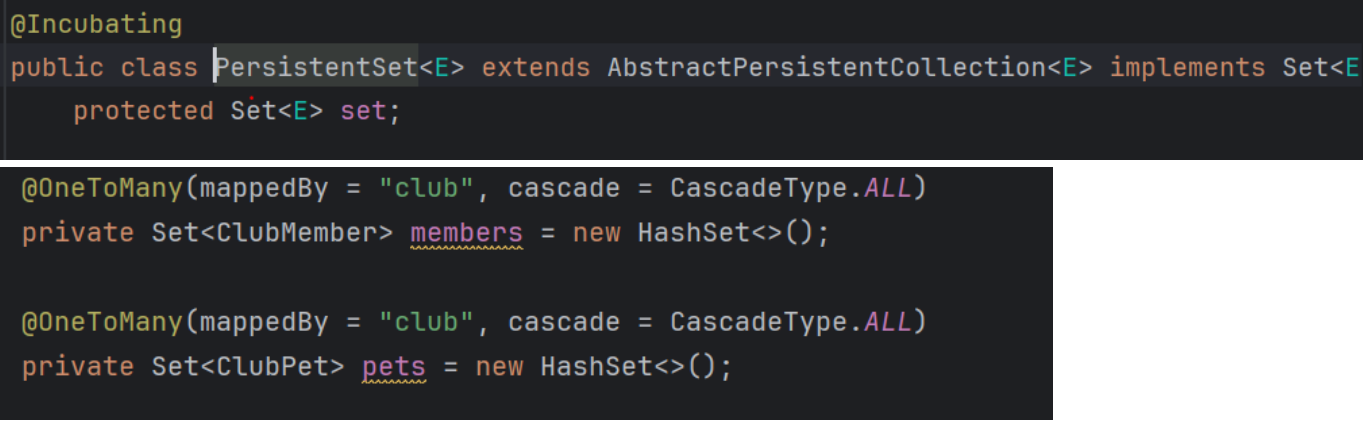 @Incubating
public class PersistentSet<E> extends AbstractPersistentCollection<E> implements Set<E
protected Set<E> set;
@OneToMany(mappedBy = "club", cascade = CascadeType.ALL)
private Set<ClubMember> members = new HashSet<>();
@OneToMany(mappedBy = "club", cascade = CascadeType.ALL)
private Set<ClubPet> pets = new HashSet<>();